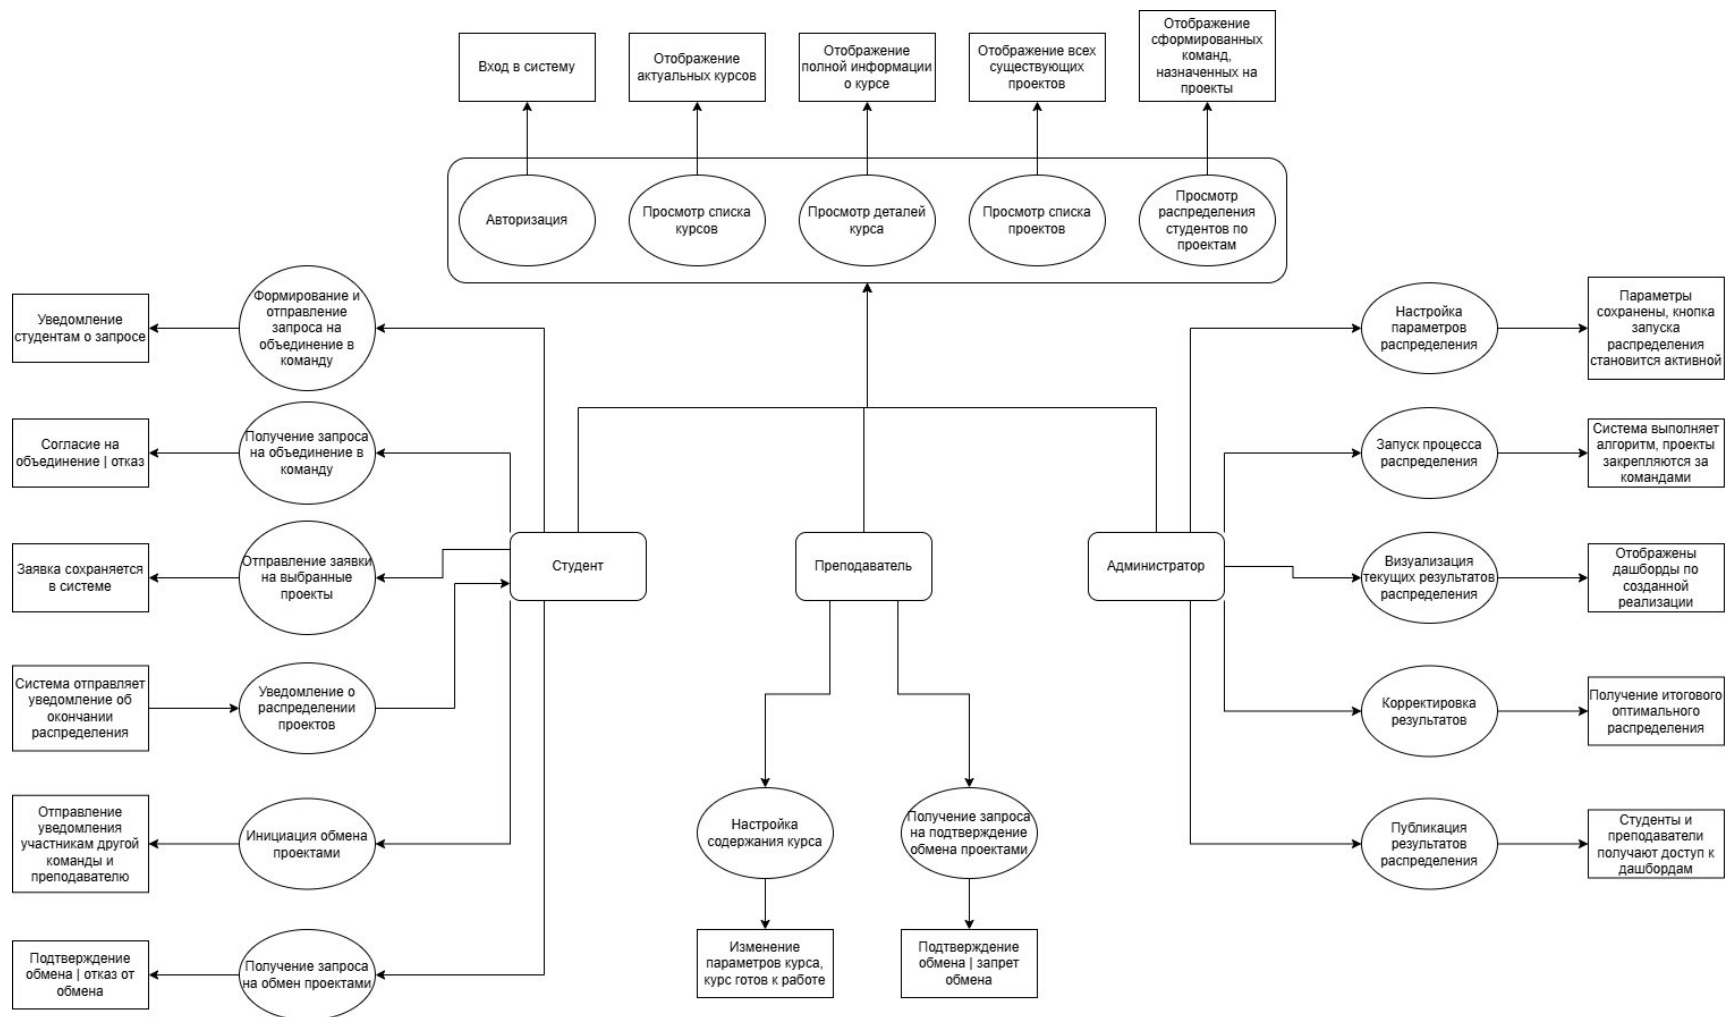 Вход в систему
Отображение
актуальных курсов
Отображение
полной информации
о курсе
Отображение всех
существующих
проектов
Отображение
сформированных
команд,
назначенных на
проекты
Авторизация
Просмотр списка
курсов
Просмотр деталей
курса
Просмотр списка
проектов
Просмотр
распределения
студентов по
проектам
Уведомление
студентам о запросе
Формирование и
отправление
запроса на
объединение в
команду
Настройка
параметров
распределения
Параметры
сохранены, кнопка
запуска
распределения
становится активной
Согласие на
объединение | отказ
Получение запроса
на объединение в
команду
Запуск процесса
распределения
Система выполняет
алгоритм, проекты
закрепляются за
командами
Заявка сохраняется
в системе
Отправление заявки
на выбранные
проекты
Студент
Преподаватель
Администратор
Визуализация
текущих результатов
распределения
Отображены
дашборды по
созданной
реализации
Система отправляет
уведомление об
окончании
распределения
Уведомление о
распределении
проектов
Корректировка
результатов
Получение итогового
оптимального
распределения
Отправление
уведомления
участникам другой
команды и
преподавателю
Инициация обмена
проектами
Настройка
содержания курса
Получение запроса
на подтверждение
обмена проектами
Публикация
результатов
распределения
Студенты и
преподаватели
получают доступ к
дашбордам
Подтверждение
обмена | отказ от
обмена
Получение запроса
на обмен проектами
Изменение
параметров курса,
курс готов к работе
Подтверждение
обмена | запрет
обмена